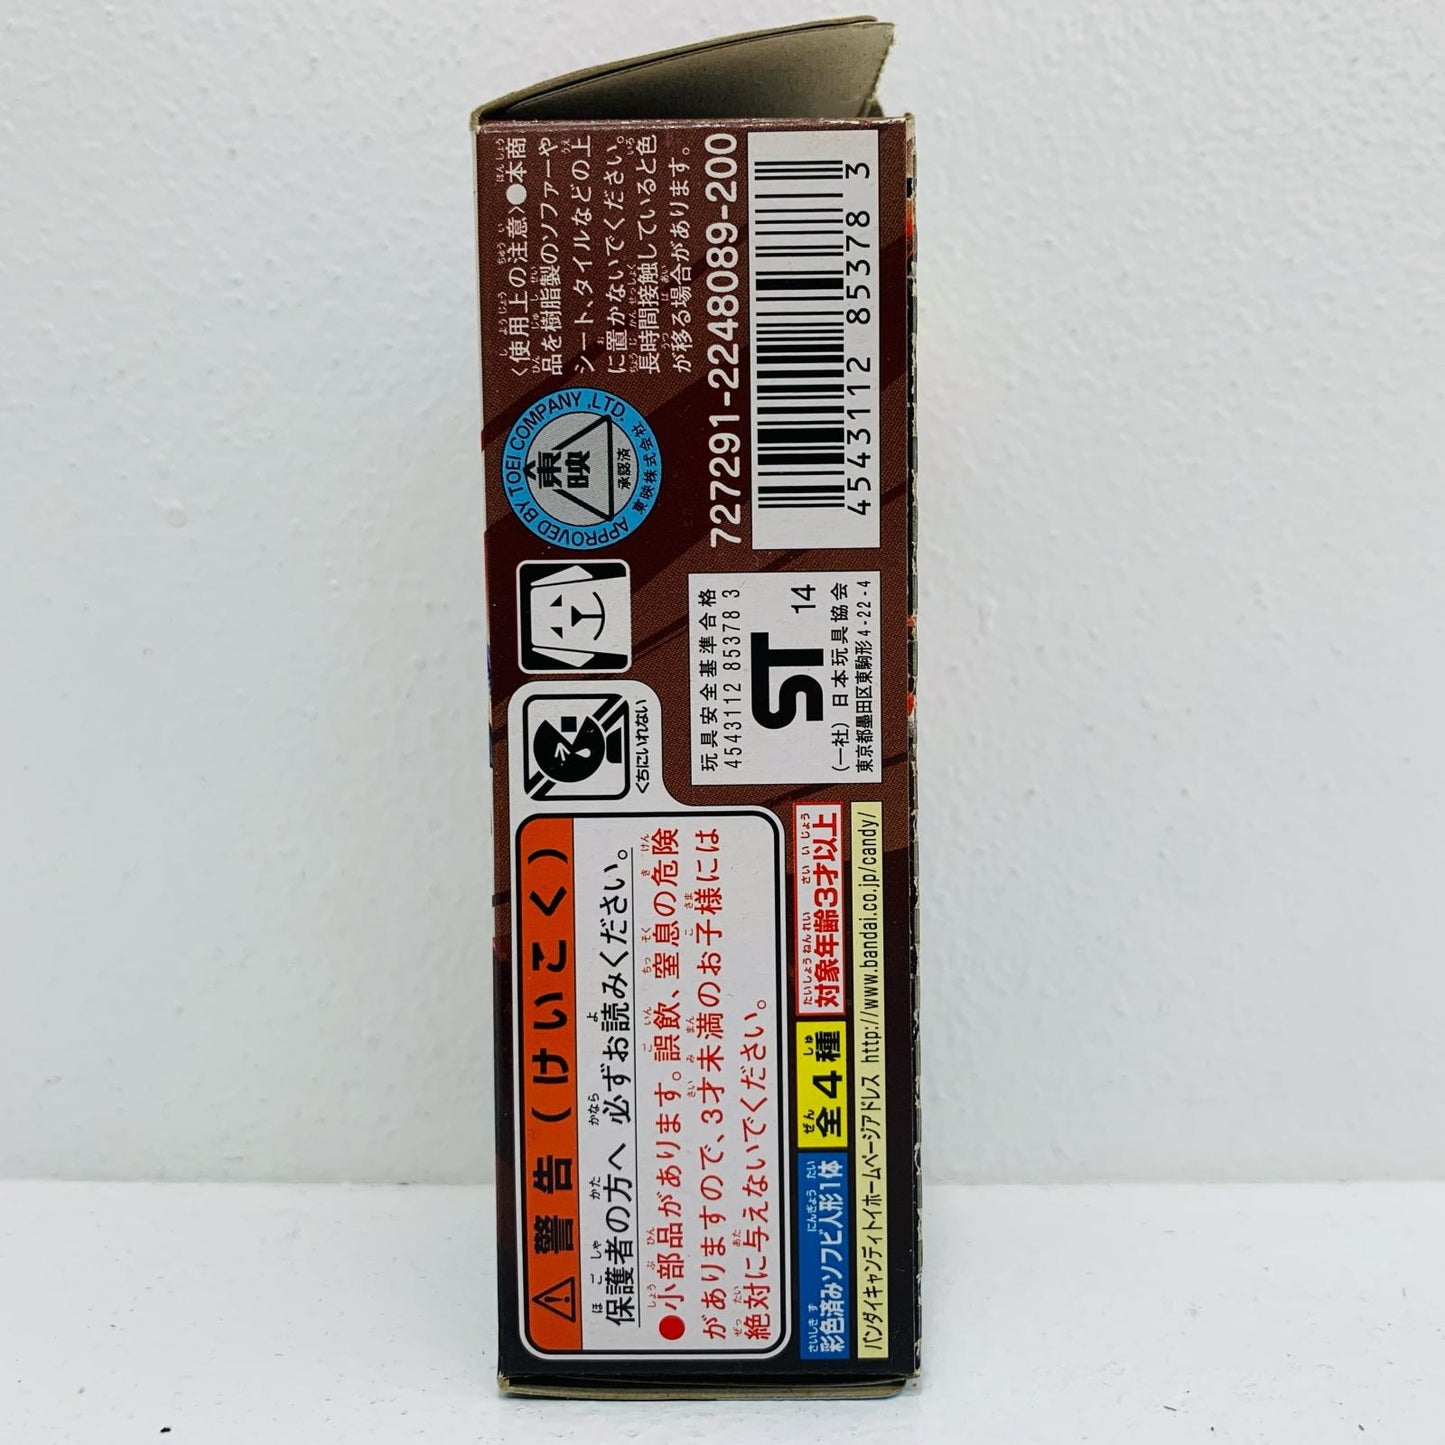 警告(けいこく)
保護者の方へ 必ずお読みください。
●小部品があります。誤飲、窒息の危険
がありますので、3才未満のお子様には
絶対に与えないでください。
くちにいれない
彩色済みソフビ人形1体
全4種
対象年齢3才以上
バンダイキャンディトイホームページアドレス http://www.bandai.co.jp/candy/
玩具安全基準合格
4543112 85378 3
ST
14
(一社)日本玩具協会
東京都墨田区東駒形4-22-4
APPROVED BY TOEI COMPANY,LTD.
東映
承認済
東映株式会社
〈使用上の注意〉●本商
品を樹脂製のソファーや
シート、タイルなどの上
に置かないでください。
長時間接触していると色
が移る場合があります。
727291-2248089-200
4543112 85378 3